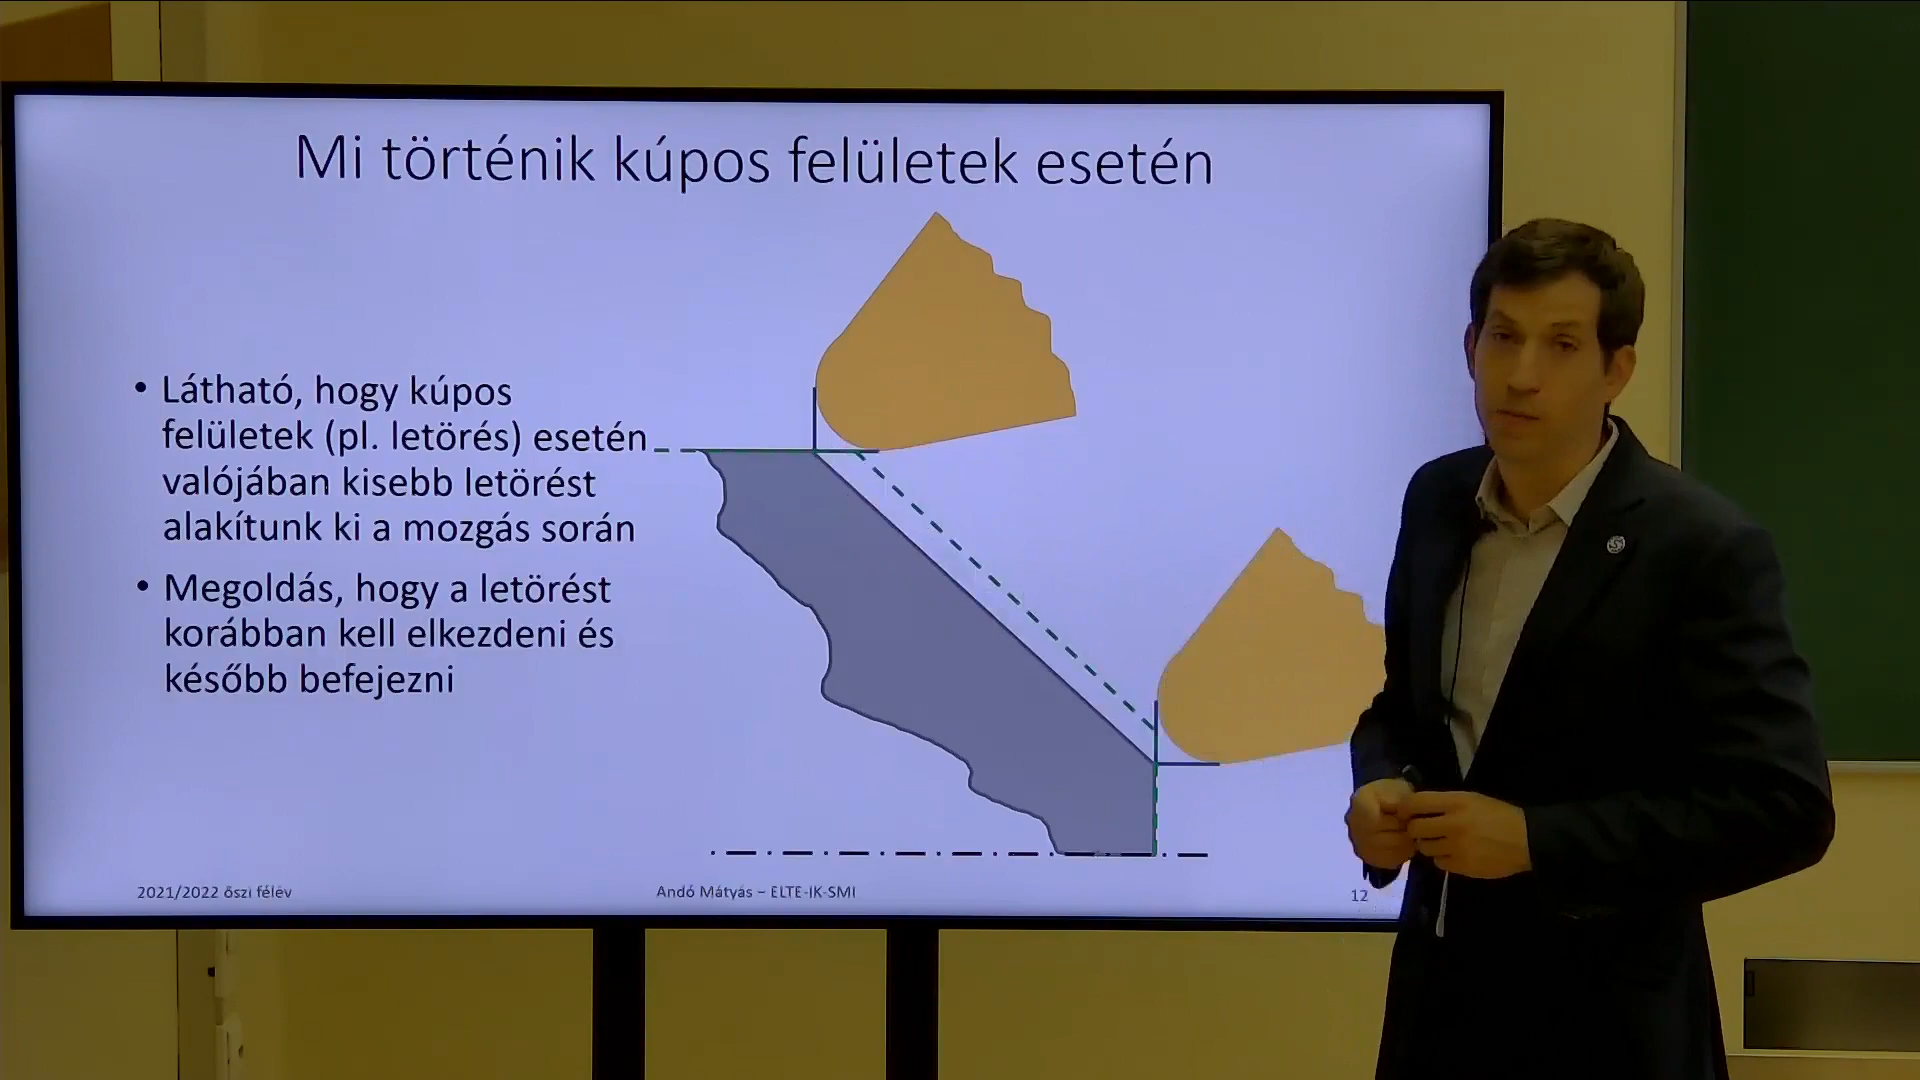 Mi történik kúpos felületek esetén
• Látható, hogy kúpos
felületek (pl. letörés) esetén
valójában kisebb letörést
alakítunk ki a mozgás során
• Megoldás, hogy a letörést
korábban kell elkezdeni és
később befejezni
2021/2022 őszi félév
Andó Mátyás – ELTE-IK-SMI
12